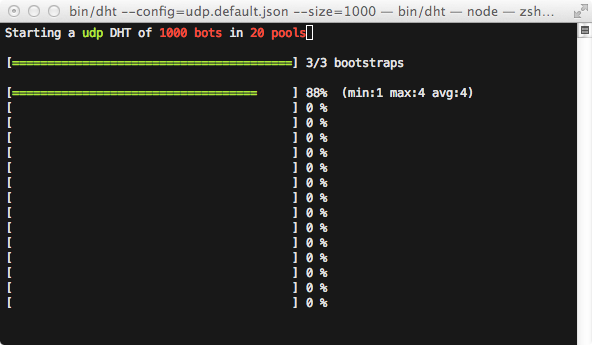 bin/dht --config=udp.default.json --size=1000 — bin/dht — node — zsh…
Starting a udp DHT of 1000 bots in 20 pools
[========================================] 3/3 bootstraps
[===================================     ] 88% (min:1 max:4 avg:4)
[                                        ] 0 %
[                                        ] 0 %
[                                        ] 0 %
[                                        ] 0 %
[                                        ] 0 %
[                                        ] 0 %
[                                        ] 0 %
[                                        ] 0 %
[                                        ] 0 %
[                                        ] 0 %
[                                        ] 0 %
[                                        ] 0 %
[                                        ] 0 %
[                                        ] 0 %